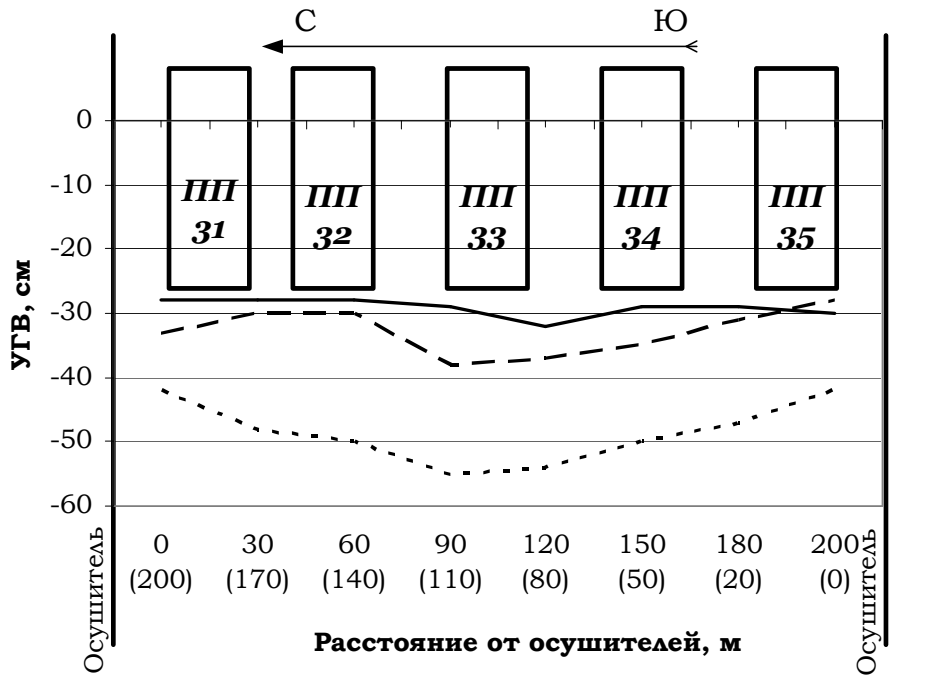 С Ю
0
-10
-20
-30
-40
-50
-60
УГВ, см
ПП
31
ПП
32
ПП
33
ПП
34
ПП
35
0 30 60 90 120 150 180 200
(200) (170) (140) (110) (80) (50) (20) (0)
Осушитель
Осушитель
Расстояние от осушителей, м